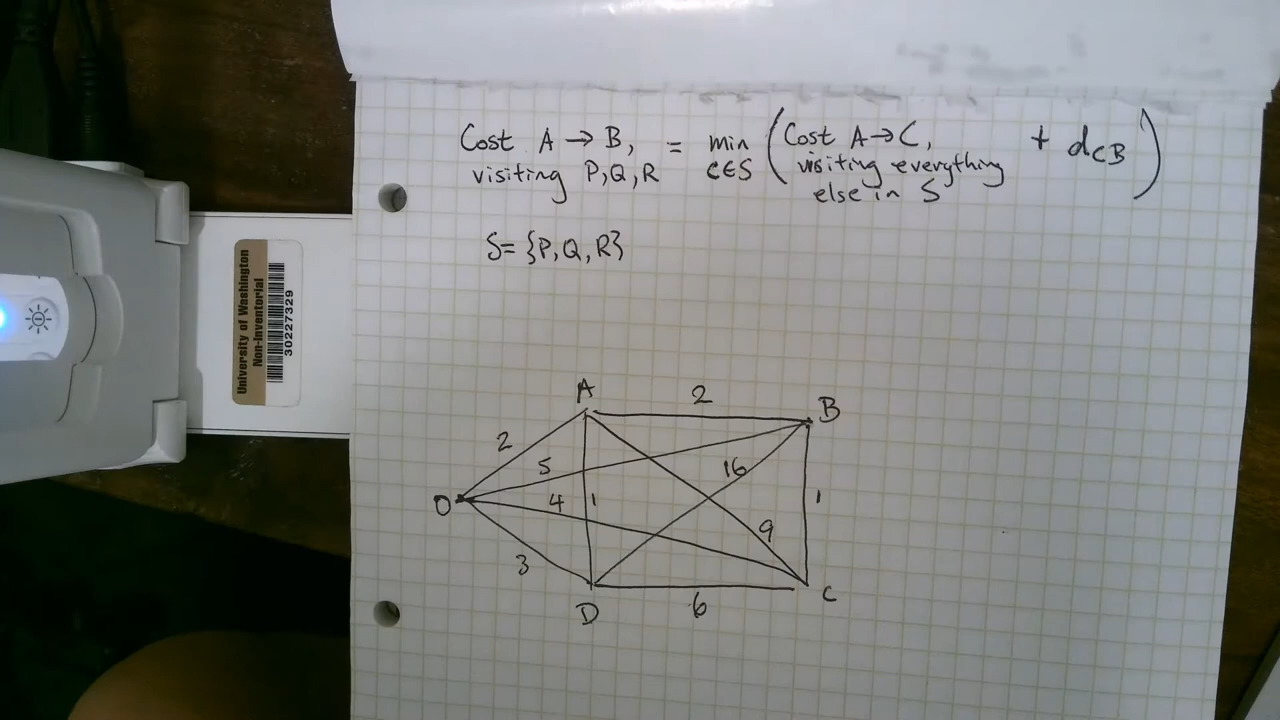 Cost A → B, = min ( Cost A→C, + d_CB )
visiting P,Q,R C∈S visiting everything
else in S
S= {P,Q,R}
University of Washington
Non-Inventorial
30227329
A 2 B
2
5 16
O 4 1 1
9
3
D 6 C